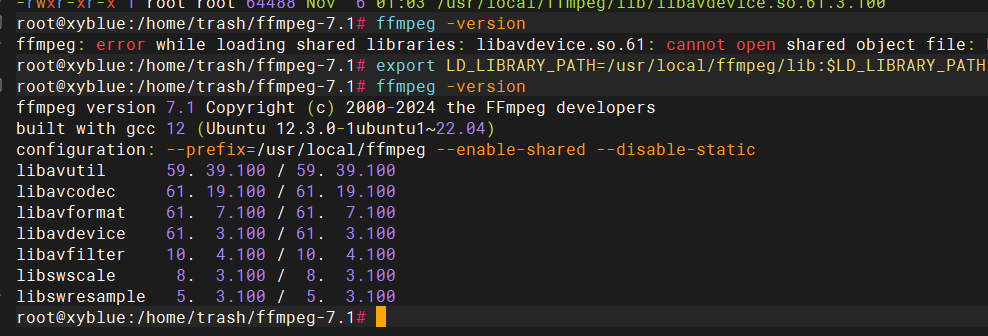 -rwxr-xr-x 1 root root 64488 Nov  6 01:03 /usr/local/ffmpeg/lib/libavdevice.so.61.3.100
root@xyblue:/home/trash/ffmpeg-7.1# ffmpeg -version
ffmpeg: error while loading shared libraries: libavdevice.so.61: cannot open shared object file:
root@xyblue:/home/trash/ffmpeg-7.1# export LD_LIBRARY_PATH=/usr/local/ffmpeg/lib:$LD_LIBRARY_PATH
root@xyblue:/home/trash/ffmpeg-7.1# ffmpeg -version
ffmpeg version 7.1 Copyright (c) 2000-2024 the FFmpeg developers
built with gcc 12 (Ubuntu 12.3.0-1ubuntu1~22.04)
configuration: --prefix=/usr/local/ffmpeg --enable-shared --disable-static
libavutil      59. 39.100 / 59. 39.100
libavcodec     61. 19.100 / 61. 19.100
libavformat    61.  7.100 / 61.  7.100
libavdevice    61.  3.100 / 61.  3.100
libavfilter    10.  4.100 / 10.  4.100
libswscale      8.  3.100 /  8.  3.100
libswresample   5.  3.100 /  5.  3.100
root@xyblue:/home/trash/ffmpeg-7.1#